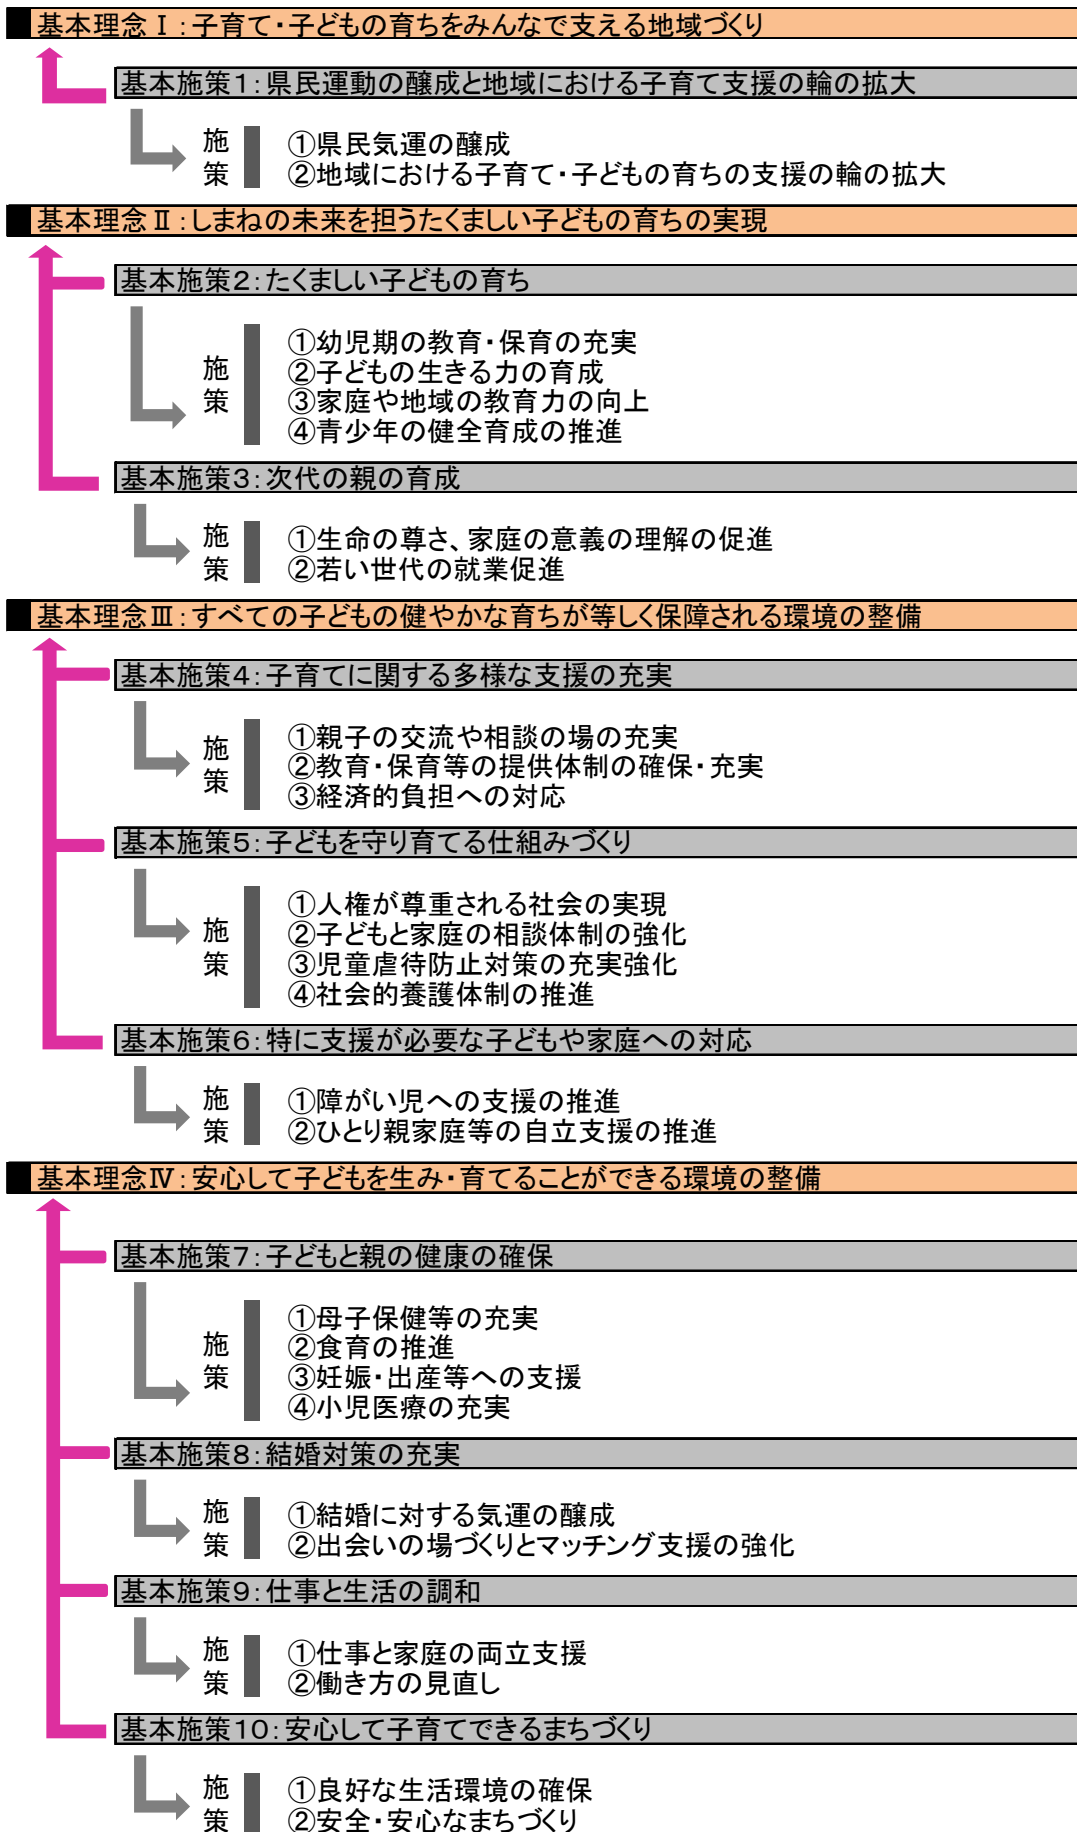 基本理念Ⅰ:子育て・子どもの育ちをみんなで支える地域づくり
基本施策1:県民運動の醸成と地域における子育て支援の輪の拡大
施策
①県民気運の醸成
②地域における子育て・子どもの育ちの支援の輪の拡大
基本理念Ⅱ:しまねの未来を担うたくましい子どもの育ちの実現
基本施策2:たくましい子どもの育ち
施策
①幼児期の教育・保育の充実
②子どもの生きる力の育成
③家庭や地域の教育力の向上
④青少年の健全育成の推進
基本施策3:次代の親の育成
施策
①生命の尊さ、家庭の意義の理解の促進
②若い世代の就業促進
基本理念Ⅲ:すべての子どもの健やかな育ちが等しく保障される環境の整備
基本施策4:子育てに関する多様な支援の充実
施策
①親子の交流や相談の場の充実
②教育・保育等の提供体制の確保・充実
③経済的負担への対応
基本施策5:子どもを守り育てる仕組みづくり
施策
①人権が尊重される社会の実現
②子どもと家庭の相談体制の強化
③児童虐待防止対策の充実強化
④社会的養護体制の推進
基本施策6:特に支援が必要な子どもや家庭への対応
施策
①障がい児への支援の推進
②ひとり親家庭等の自立支援の推進
基本理念Ⅳ:安心して子どもを生み・育てることができる環境の整備
基本施策7:子どもと親の健康の確保
施策
①母子保健等の充実
②食育の推進
③妊娠・出産等への支援
④小児医療の充実
基本施策8:結婚対策の充実
施策
①結婚に対する気運の醸成
②出会いの場づくりとマッチング支援の強化
基本施策9:仕事と生活の調和
施策
①仕事と家庭の両立支援
②働き方の見直し
基本施策10:安心して子育てできるまちづくり
施策
①良好な生活環境の確保
②安全・安心なまちづくり